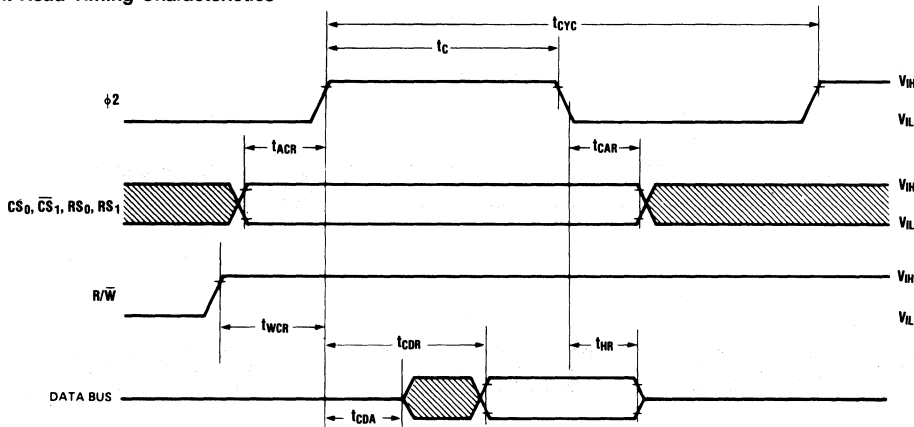 Read Timing Characteristics
tCYC
tC
φ2
VIH
VIL
tACR
tCAR
CS0, C̅S̅1, RS0, RS1
VIH
VIL
R/W̅
VIH
VIL
tWCR
tCDR
tHR
DATA BUS
tCDA